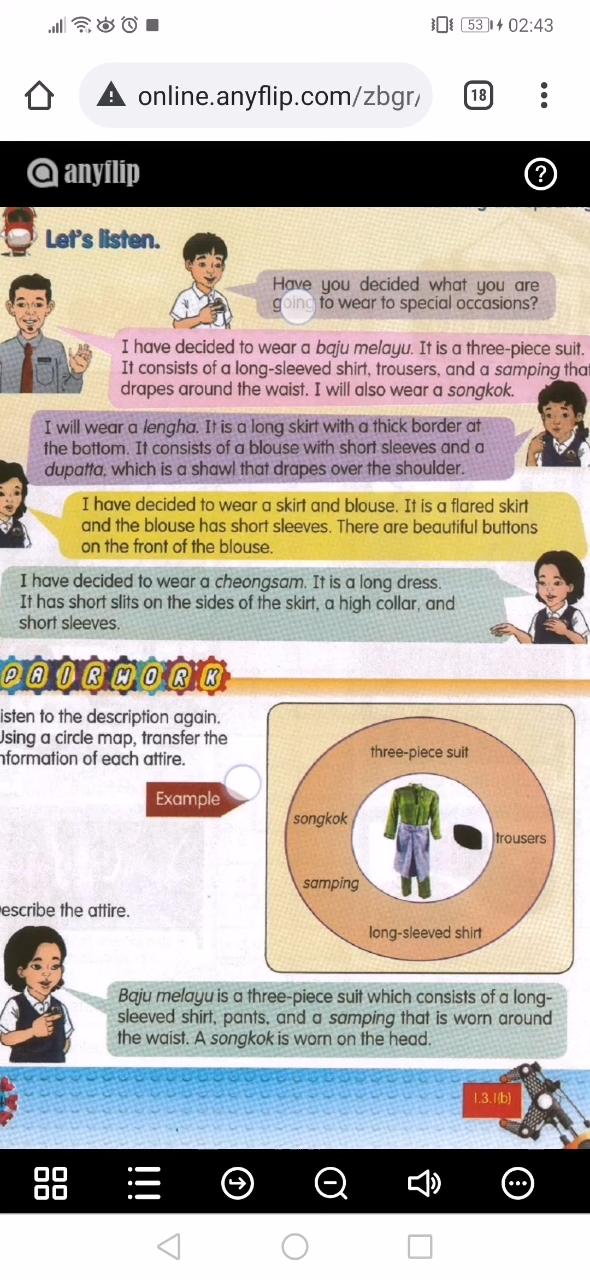 53 02:43
online.anyflip.com/zbgr/
18
anyflip
?
Let's listen.
Have you decided what you are
going to wear to special occasions?
I have decided to wear a baju melayu. It is a three-piece suit.
It consists of a long-sleeved shirt, trousers, and a samping tha
drapes around the waist. I will also wear a songkok.
I will wear a lengha. It is a long skirt with a thick border at
the bottom. It consists of a blouse with short sleeves and a
dupatta, which is a shawl that drapes over the shoulder.
I have decided to wear a skirt and blouse. It is a flared skirt
and the blouse has short sleeves. There are beautiful buttons
on the front of the blouse.
I have decided to wear a cheongsam. It is a long dress.
It has short slits on the sides of the skirt, a high collar, and
short sleeves.
PAIRWORK
isten to the description again.
Using a circle map, transfer the
nformation of each attire.
Example
three-piece suit
songkok
trousers
samping
long-sleeved shirt
escribe the attire.
Baju melayu is a three-piece suit which consists of a long-
sleeved shirt, pants, and a samping that is worn around
the waist. A songkok is worn on the head.
1.3.1(b)